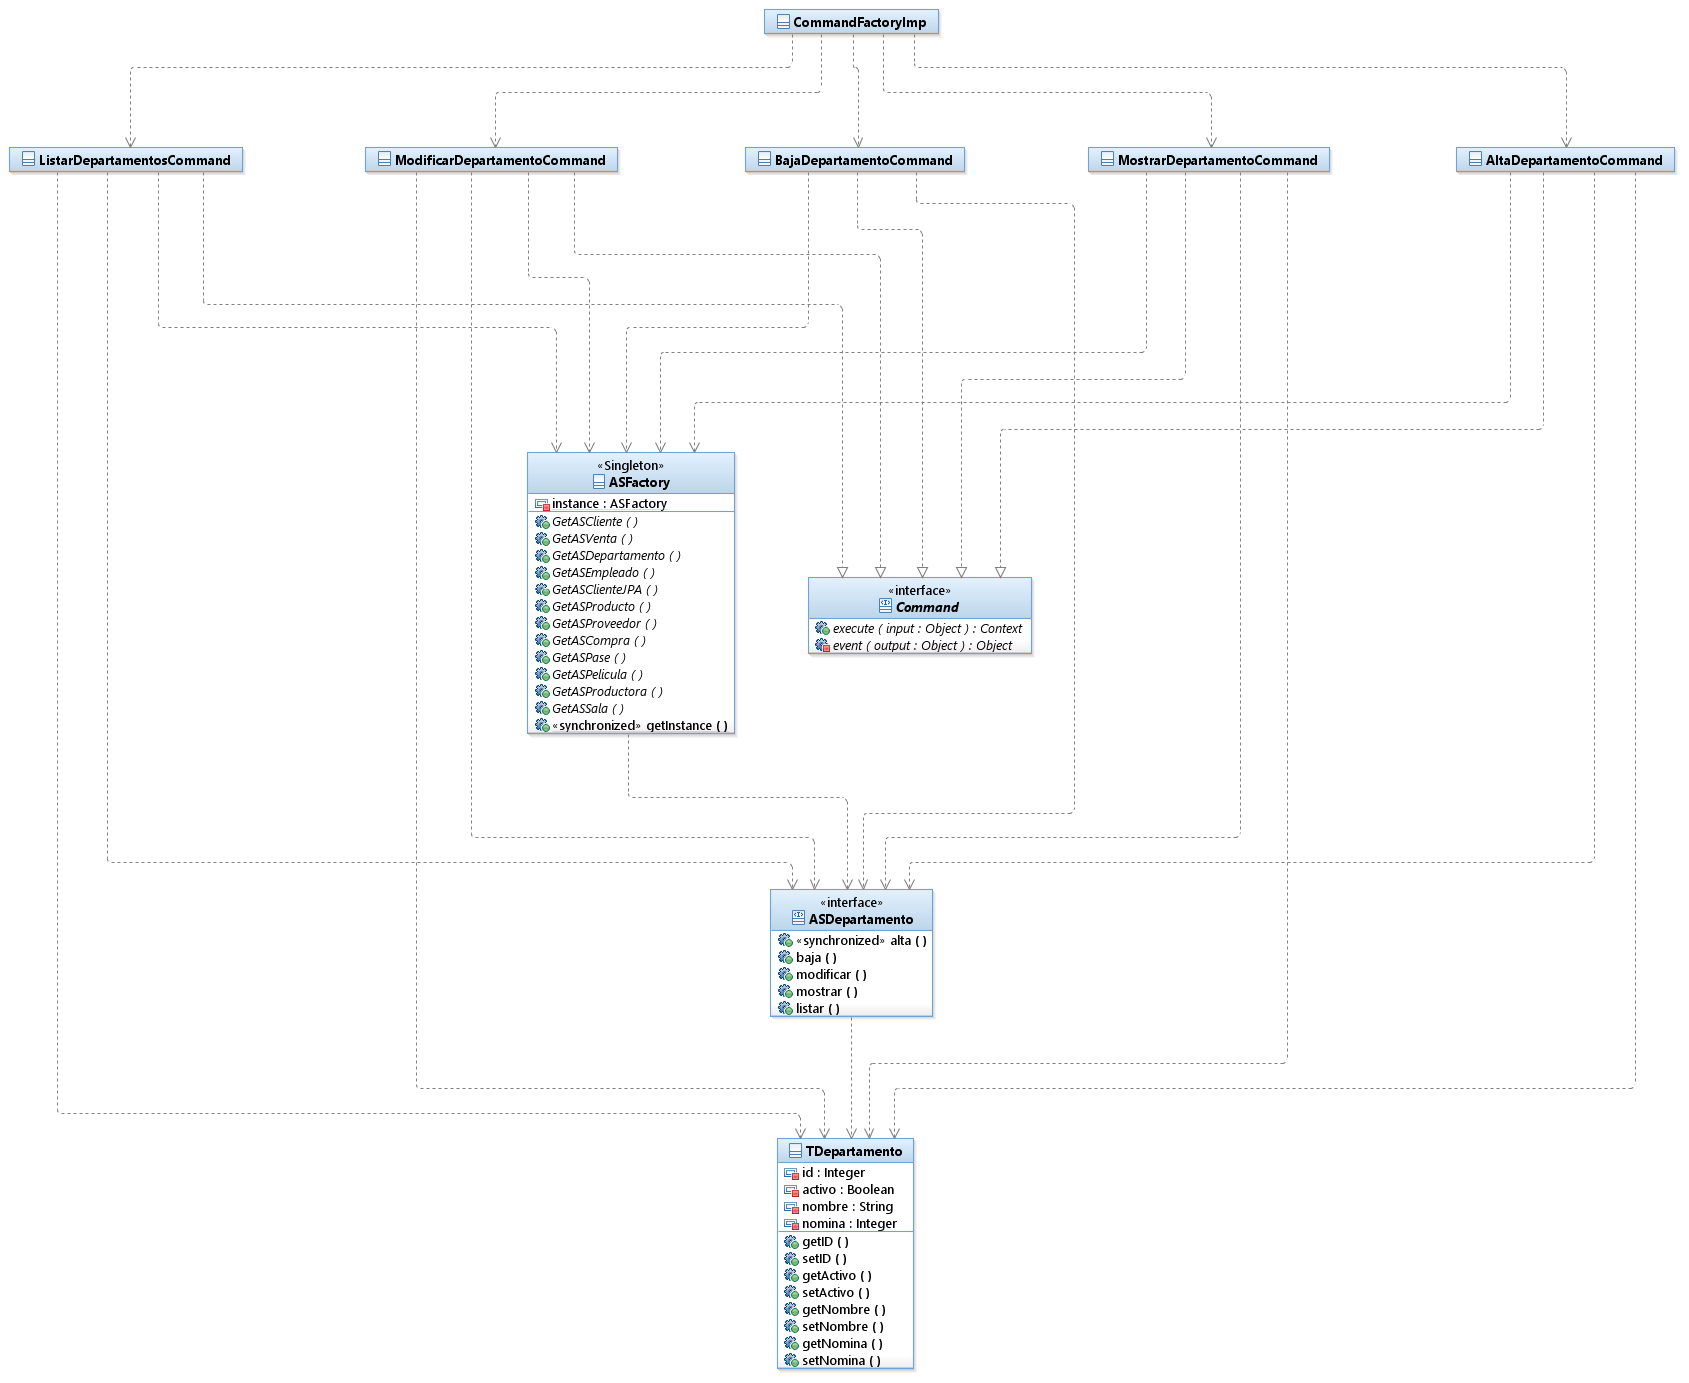 CommandFactoryImp
ListarDepartamentosCommand
ModificarDepartamentoCommand
BajaDepartamentoCommand
MostrarDepartamentoCommand
AltaDepartamentoCommand
«Singleton»
ASFactory
instance : ASFactory
GetASCliente ( )
GetASVenta ( )
GetASDepartamento ( )
GetASEmpleado ( )
GetASClienteJPA ( )
GetASProducto ( )
GetASProveedor ( )
GetASCompra ( )
GetASPase ( )
GetASPelicula ( )
GetASProductora ( )
GetASSala ( )
«synchronized» getInstance ( )
«interface»
Command
execute ( input : Object ) : Context
event ( output : Object ) : Object
«interface»
ASDepartamento
«synchronized» alta ( )
baja ( )
modificar ( )
mostrar ( )
listar ( )
TDepartamento
id : Integer
activo : Boolean
nombre : String
nomina : Integer
getID ( )
setID ( )
getActivo ( )
setActivo ( )
getNombre ( )
setNombre ( )
getNomina ( )
setNomina ( )